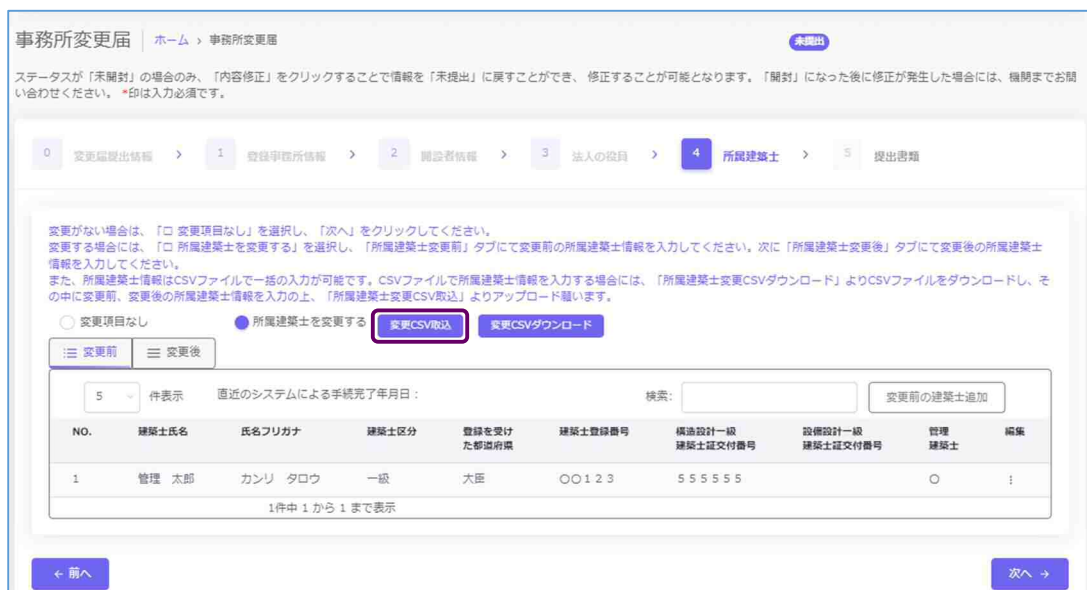 事務所変更届 ホーム › 事務所変更届 未提出
ステータスが「未開封」の場合のみ、「内容修正」をクリックすることで情報を「未提出」に戻すことができ、 修正することが可能となります。「開封」になった後に修正が発生した場合には、機関までお問
い合わせください。 *印は入力必須です。
0 変更届提出情報 › 1 登録事務所情報 › 2 開設者情報 › 3 法人の役員 › 4 所属建築士 › 5 提出書類
変更がない場合は、「□ 変更項目なし」を選択し、「次へ」をクリックしてください。
変更する場合には、「□ 所属建築士を変更する」を選択し、「所属建築士変更前」タブにて変更前の所属建築士情報を入力してください。次に「所属建築士変更後」タブにて変更後の所属建築士
情報を入力してください。
また、所属建築士情報はCSVファイルで一括の入力が可能です。CSVファイルで所属建築士情報を入力する場合には、「所属建築士変更CSVダウンロード」よりCSVファイルをダウンロードし、そ
の中に変更前、変更後の所属建築士情報を入力の上、「所属建築士変更CSV取込」よりアップロード願います。
変更項目なし 所属建築士を変更する 変更CSV取込 変更CSVダウンロード
変更前 変更後
5 件表示 直近のシステムによる手続完了年月日： 検索: 変更前の建築士追加
NO. 建築士氏名 氏名フリガナ 建築士区分 登録を受け
た都道府県 建築士登録番号 構造設計一級
建築士証交付番号 設備設計一級
建築士証交付番号 管理
建築士 編集
1 管理 太郎 カンリ タロウ 一級 大臣 〇〇１２３ ５５５５５５ 〇 ⋮
1件中 1 から 1 まで表示
← 前へ 次へ →